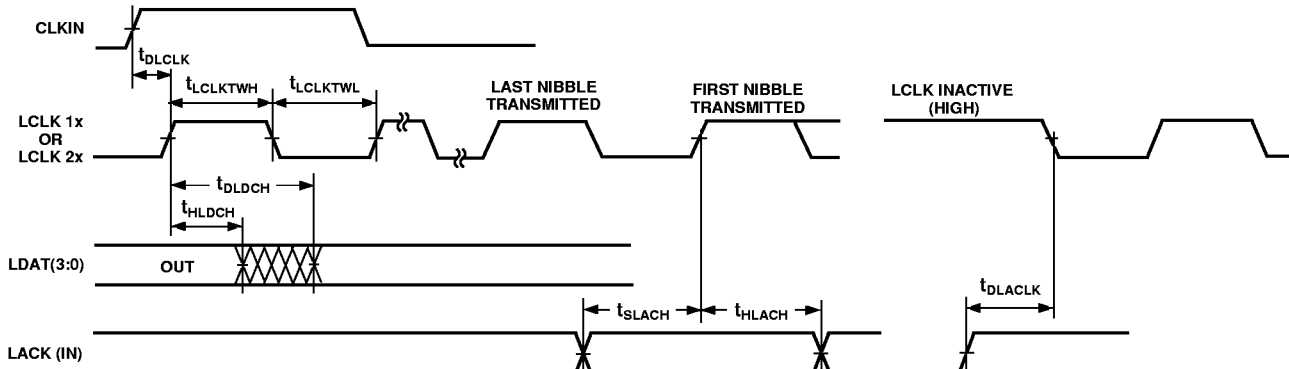 CLKIN
tDLCLK
tLCLKTWH
tLCLKTWL
LAST NIBBLE
TRANSMITTED
FIRST NIBBLE
TRANSMITTED
LCLK INACTIVE
(HIGH)
LCLK 1x
OR
LCLK 2x
tDLDCH
tHLDCH
LDAT(3:0)
OUT
tSLACH
tHLACH
tDLACLK
LACK (IN)